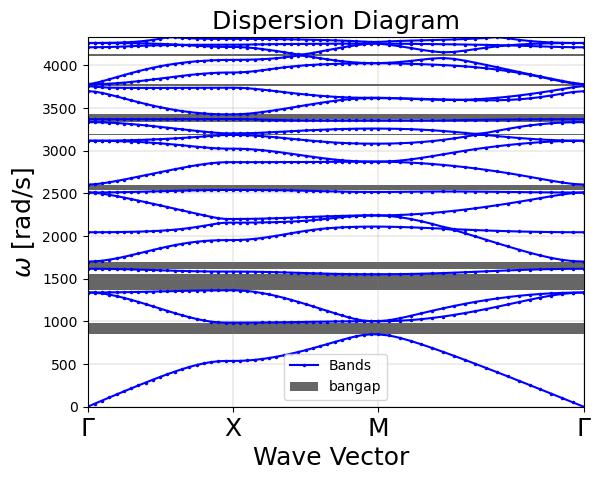 Dispersion Diagram
ω [rad/s]
4000
3500
3000
2500
2000
1500
1000
500
0
Bands
bangap
Γ X M Γ
Wave Vector